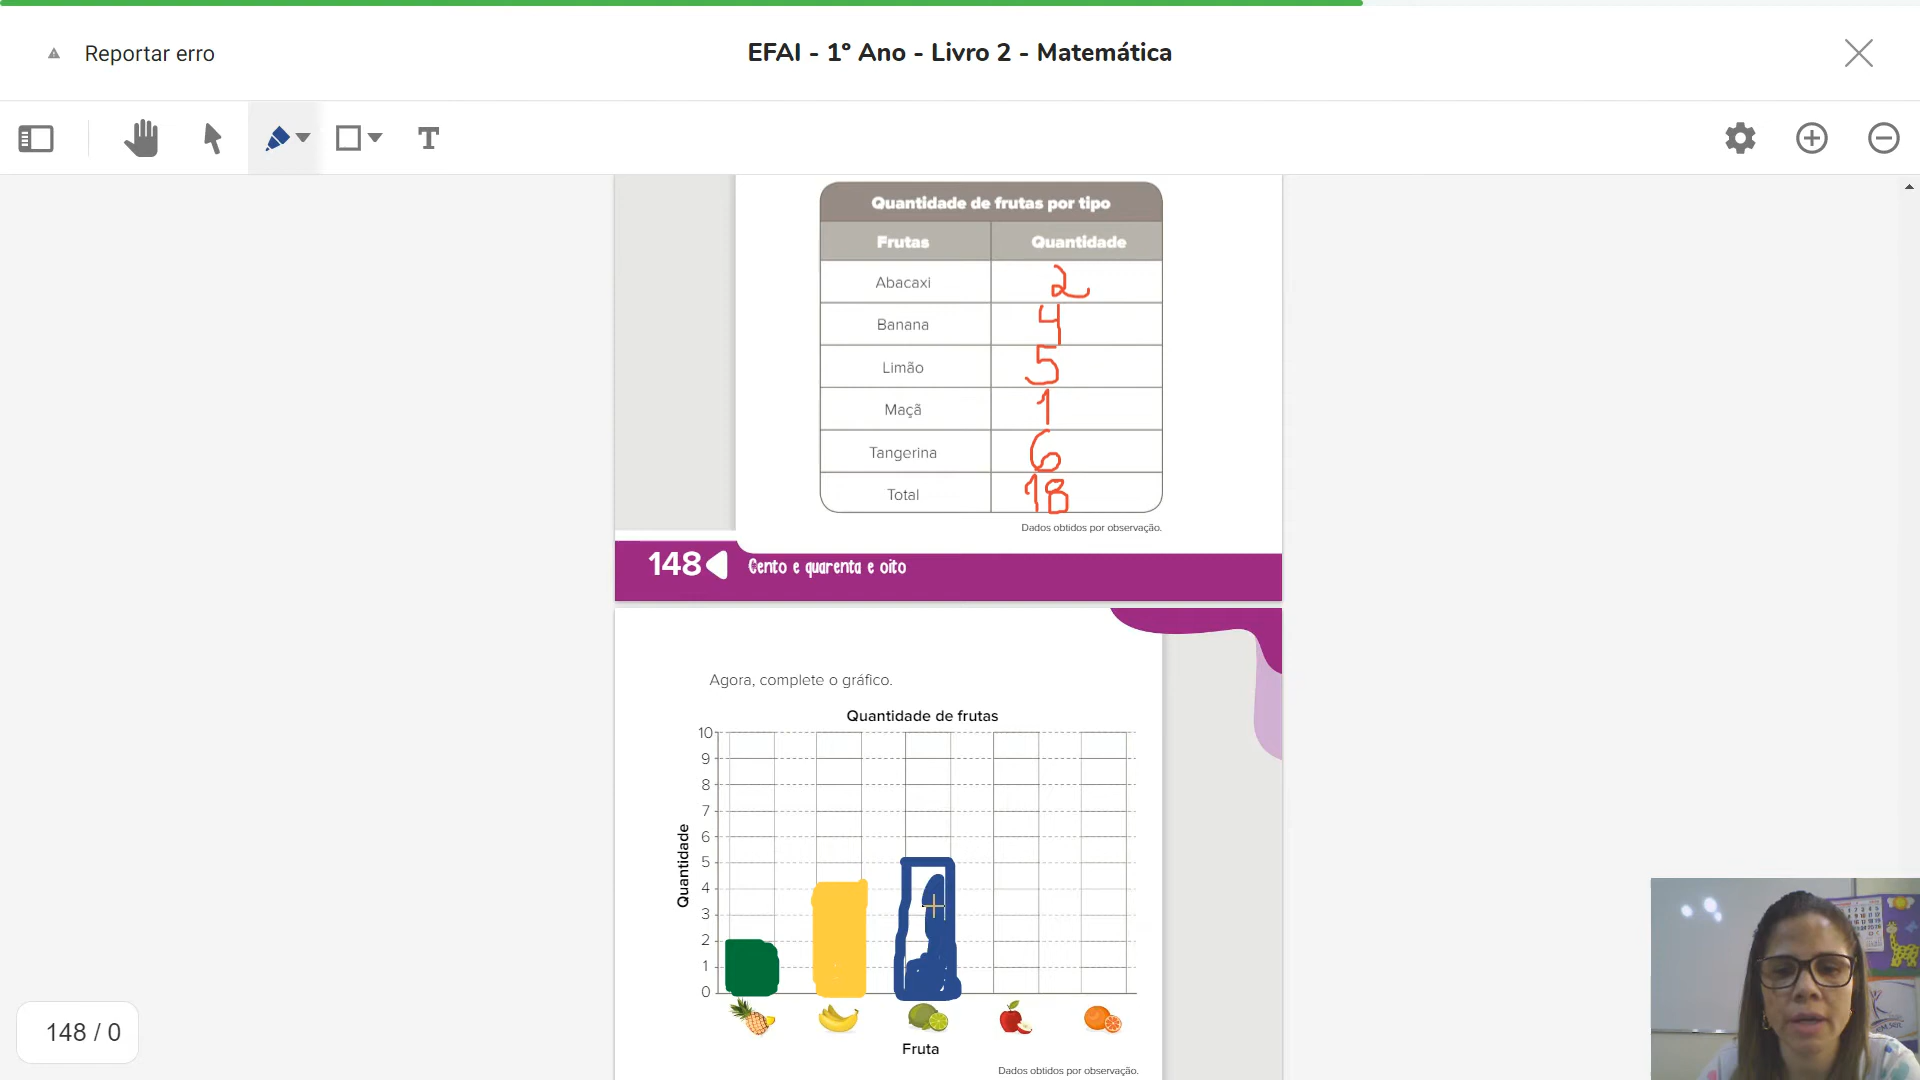 Reportar erro
EFAI - 1º Ano - Livro 2 - Matemática
T
Quantidade de frutas por tipo
Frutas Quantidade
Abacaxi 2
Banana 4
Limão 5
Maçã 1
Tangerina 6
Total 18
Dados obtidos por observação.
148 Cento e quarenta e oito
Agora, complete o gráfico.
Quantidade de frutas
Quantidade
10
9
8
7
6
5
4
3
2
1
0
Fruta
Dados obtidos por observação.
148 / 0